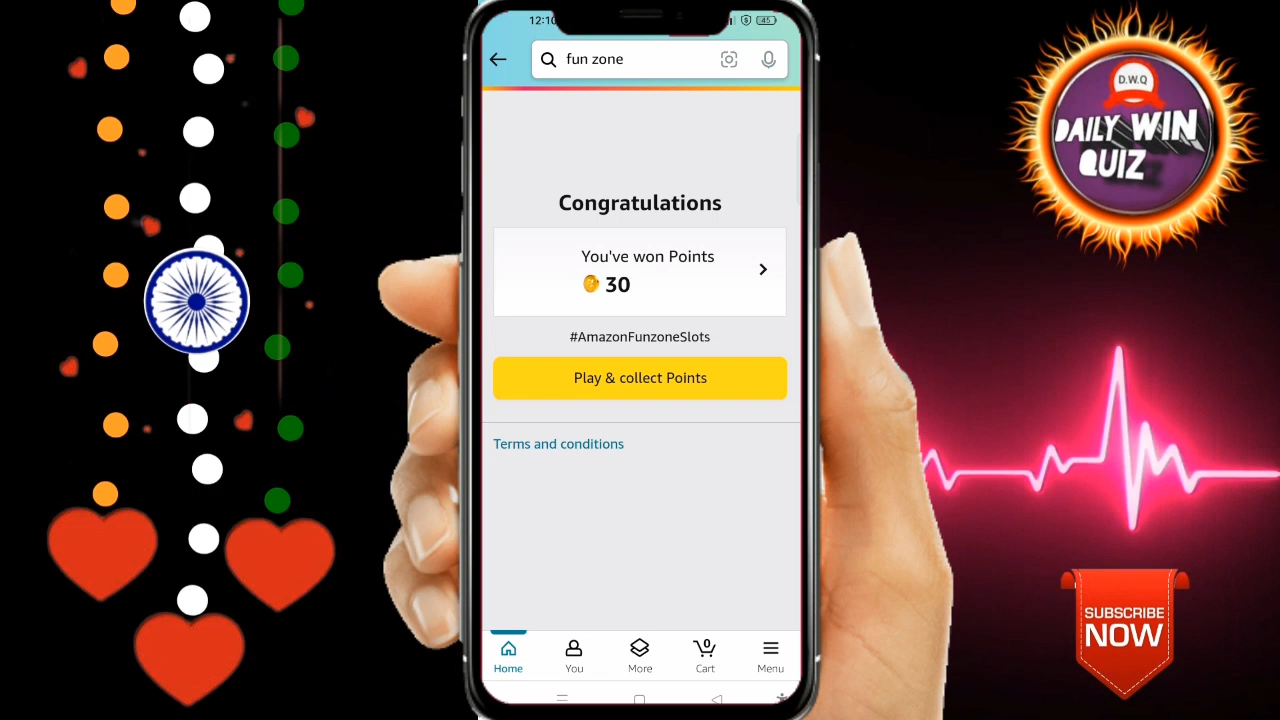 12:10
45
fun zone
Congratulations
You've won Points
30
#AmazonFunzoneSlots
Play & collect Points
Terms and conditions
Home
You
More
0
Cart
Menu
D.W.Q
DAILY WIN
QUIZ
SUBSCRIBE
NOW